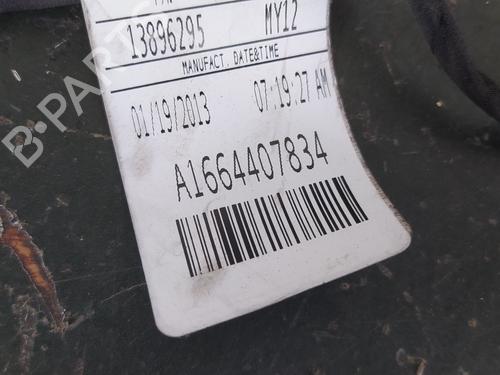 13896295 MY12
MANUFACT. DATE&TIME
01/19/2013 07:19:27 AM
A1664407834
B-PARTS